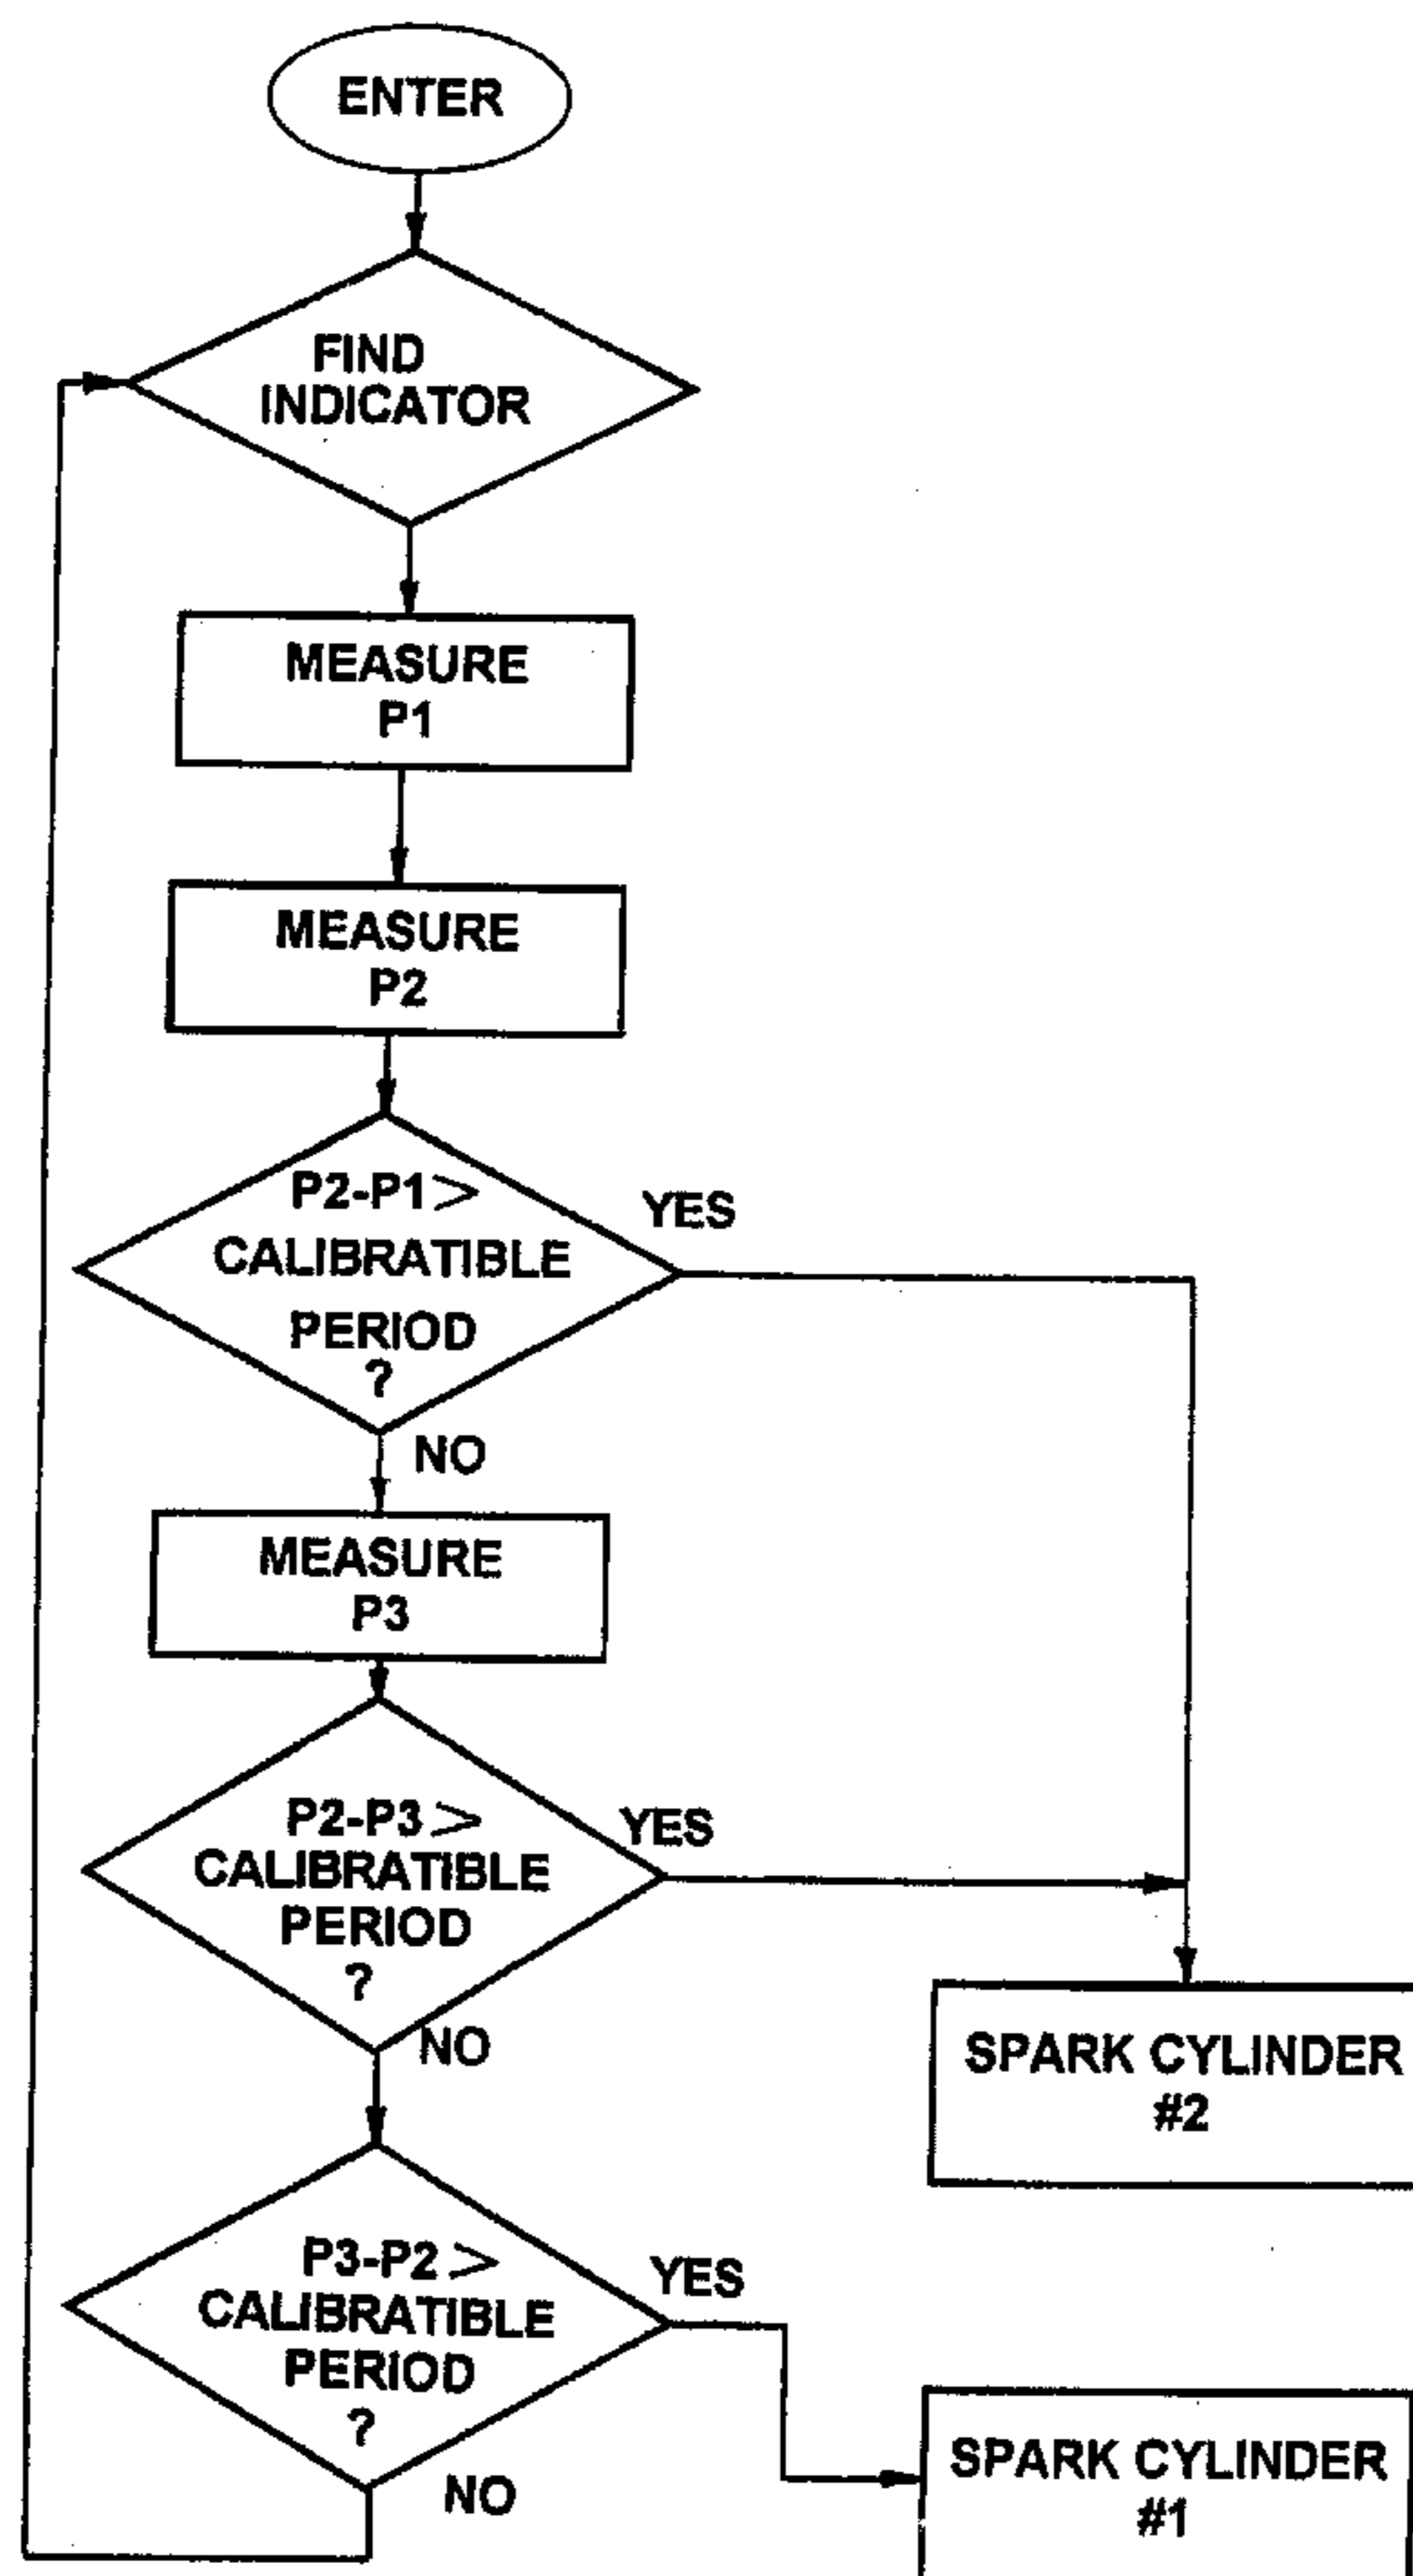 ENTER
FIND
INDICATOR
MEASURE
P1
MEASURE
P2
P2-P1 >
CALIBRATIBLE
PERIOD
?
YES
NO
MEASURE
P3
P2-P3 >
CALIBRATIBLE
PERIOD
?
YES
NO
SPARK CYLINDER
#2
P3-P2 >
CALIBRATIBLE
PERIOD
?
YES
NO
SPARK CYLINDER
#1